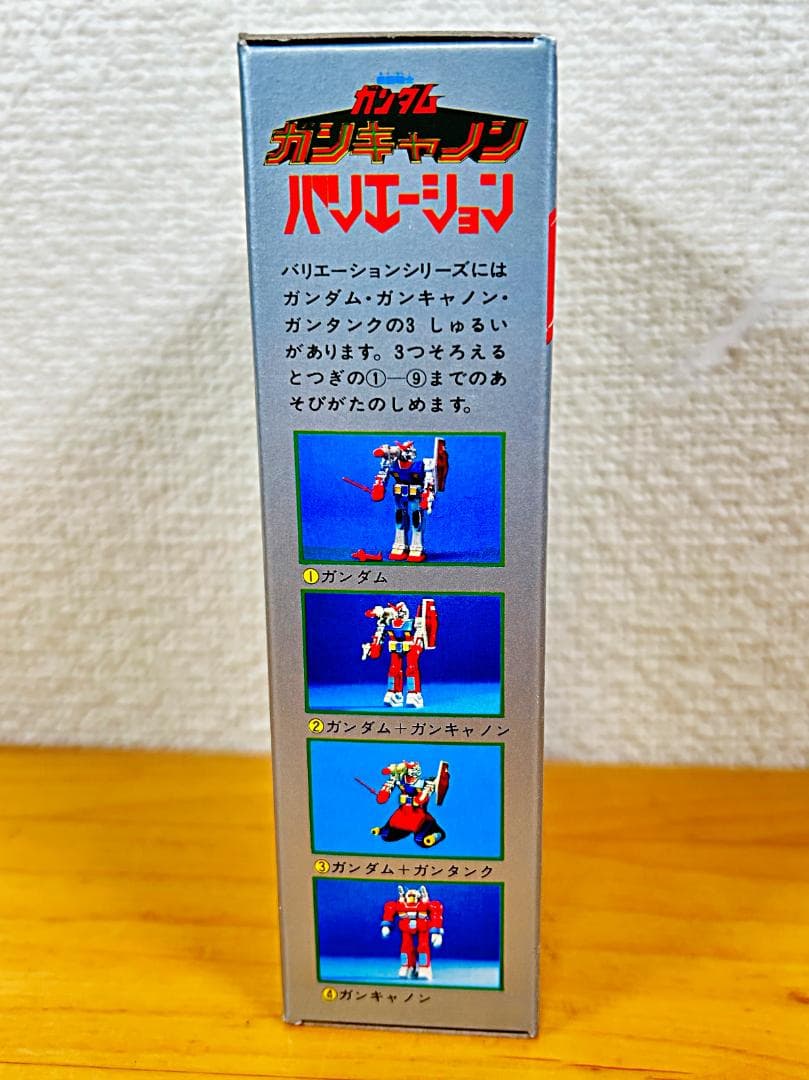 機動戦士
ガンダム
ガンキャノン
バリエーション
バリエーションシリーズには
ガンダム・ガンキャノン・
ガンタンクの3 しゅるい
があります。3つそろえる
とつぎの①—⑨までのあ
そびがたのしめます。
①ガンダム
②ガンダム+ガンキャノン
③ガンダム+ガンタンク
④ガンキャノン